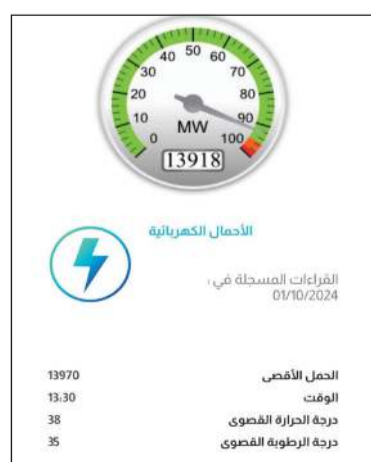 40 50 60
30 70
20 80
10 90
0 100
MW
13918
الأحمال الكهربائية
القراءات المسجلة في :
01/10/2024
الحمل الأقصى 13970
الوقت 13:30
درجة الحرارة القصوى 38
درجة الرطوبة القصوى 35